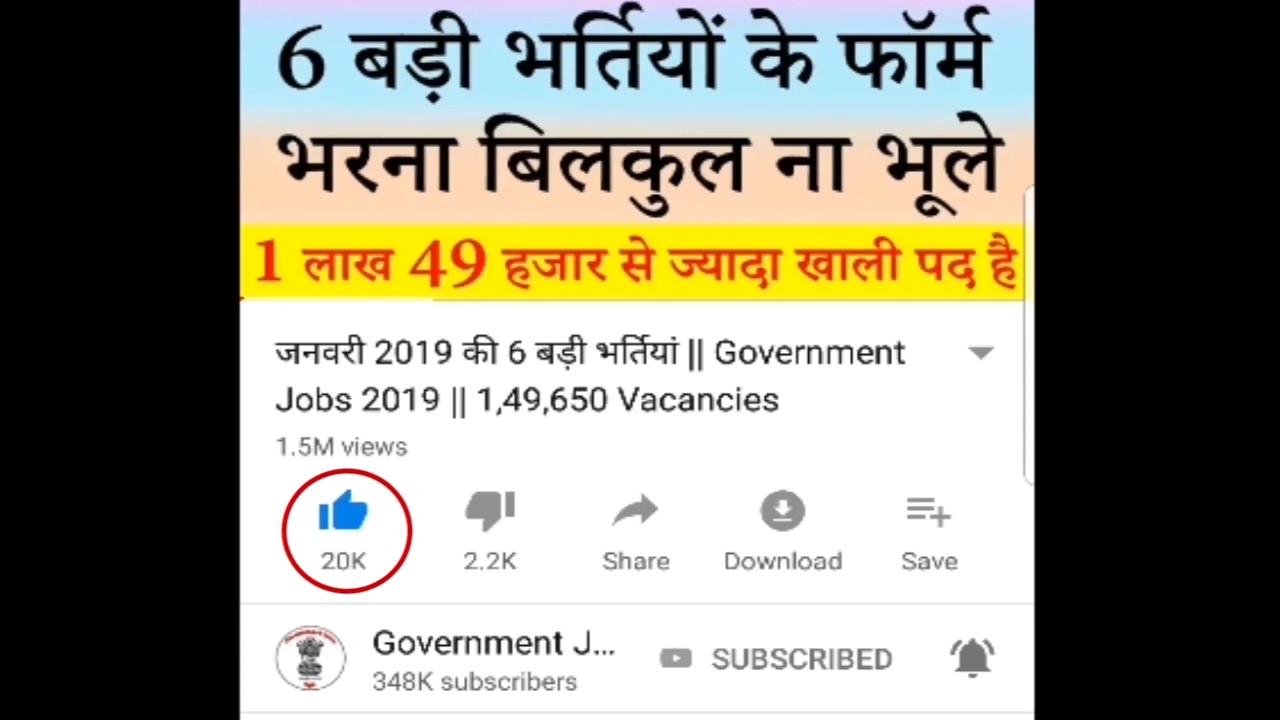 6 बड़ी भर्तियों के फॉर्म
भरना बिलकुल ना भूले
1 लाख 49 हजार से ज्यादा खाली पद है
जनवरी 2019 की 6 बड़ी भर्तियां || Government
Jobs 2019 || 1,49,650 Vacancies
1.5M views
20K 2.2K Share Download Save
Government J...
SUBSCRIBED
348K subscribers